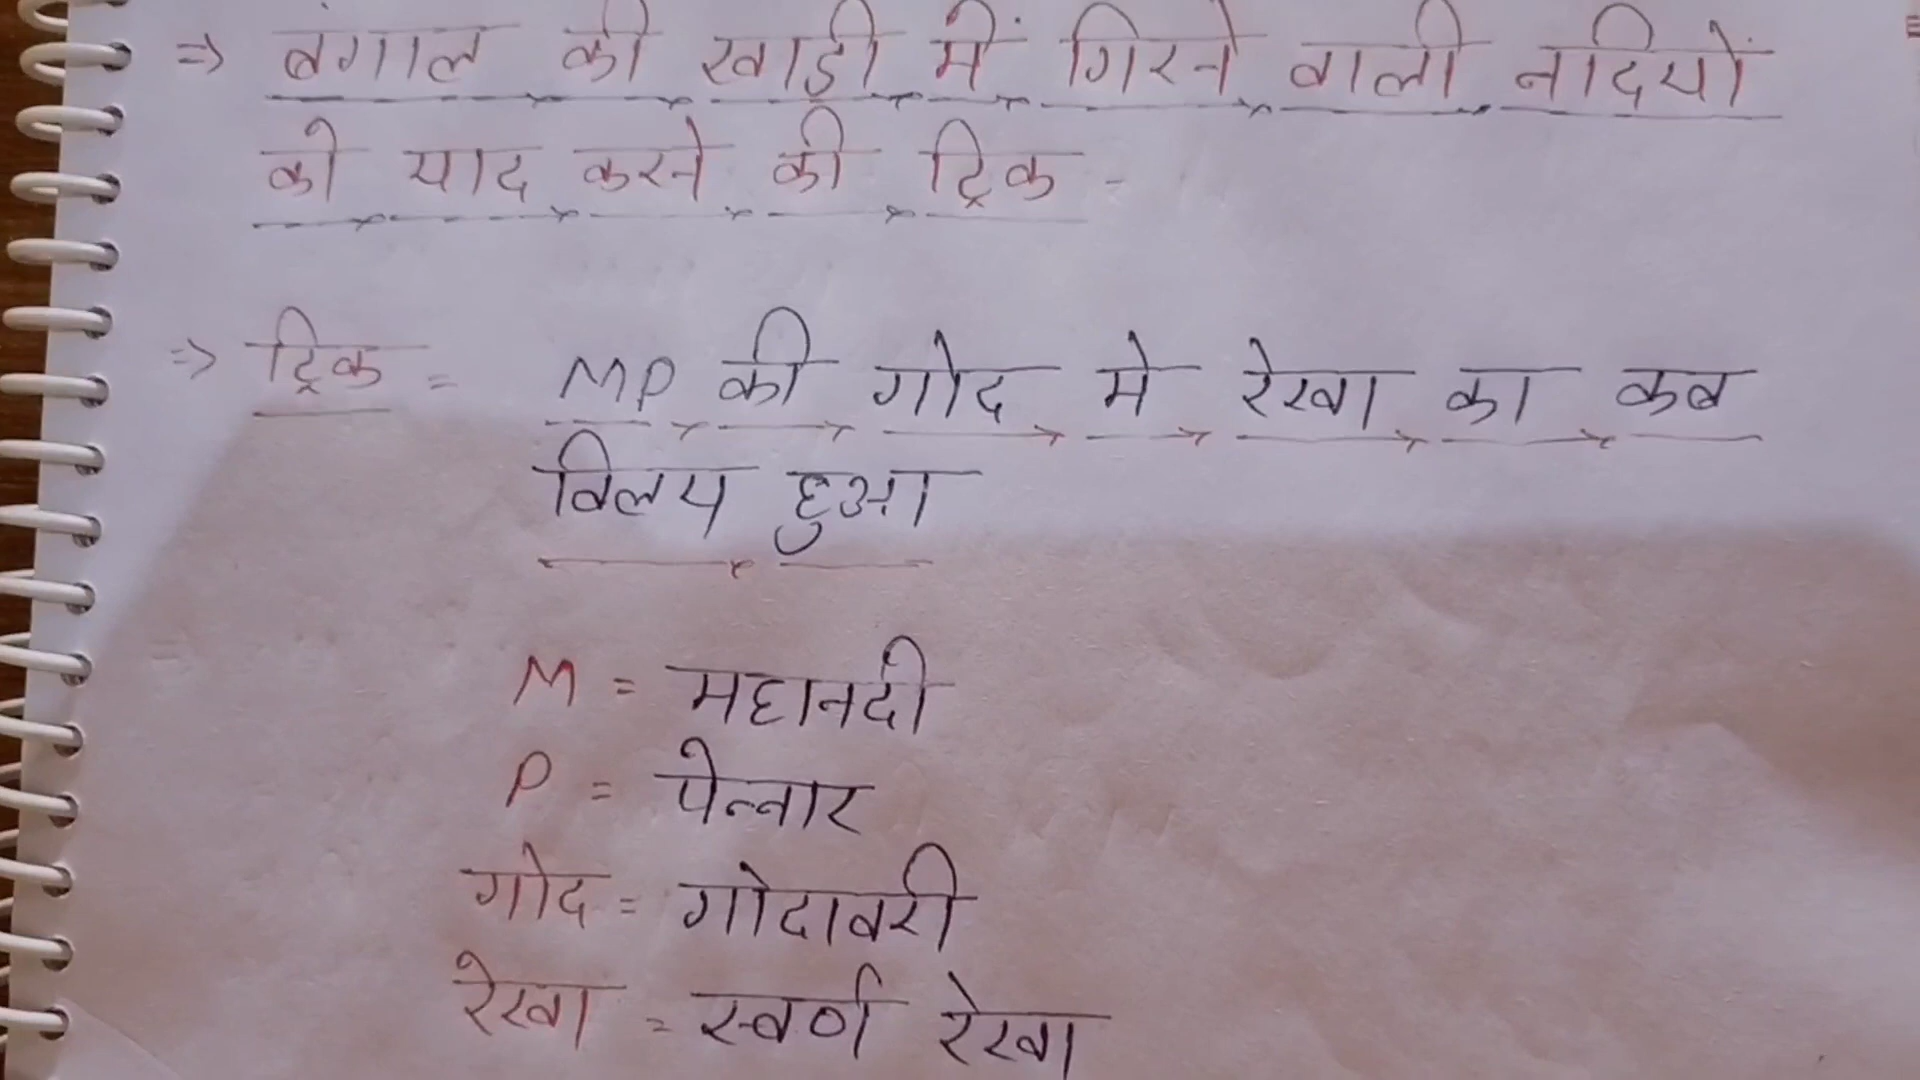 ⇒ बंगाल की खाडी में गिरने वाली नदियों
को याद करने की ट्रिक -
⇒ ट्रिक = MP की गोद मे रेखा का कब
विलय हुआ
M = महानदी
P = पेन्नार
गोद = गोदावरी
रेखा = स्वर्ण रेखा